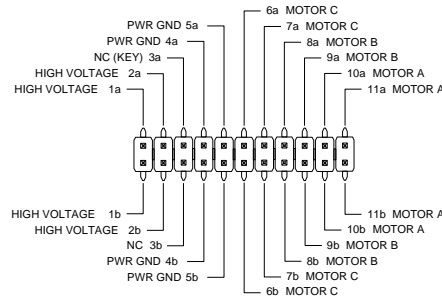 6a MOTOR C
PWR GND 5a
7a MOTOR C
PWR GND 4a
8a MOTOR B
NC (KEY) 3a
9a MOTOR B
HIGH VOLTAGE 2a
10a MOTOR A
HIGH VOLTAGE 1a
11a MOTOR A
HIGH VOLTAGE 1b
11b MOTOR A
HIGH VOLTAGE 2b
10b MOTOR A
NC 3b
9b MOTOR B
PWR GND 4b
8b MOTOR B
PWR GND 5b
7b MOTOR C
6b MOTOR C